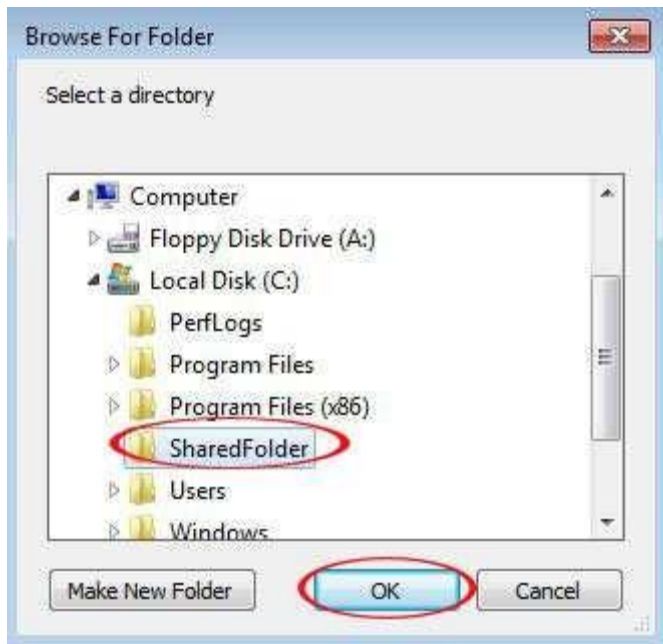 Browse For Folder
Select a directory
Computer
Floppy Disk Drive (A:)
Local Disk (C:)
PerfLogs
Program Files
Program Files (x86)
SharedFolder
Users
Windows
Make New Folder
OK
Cancel